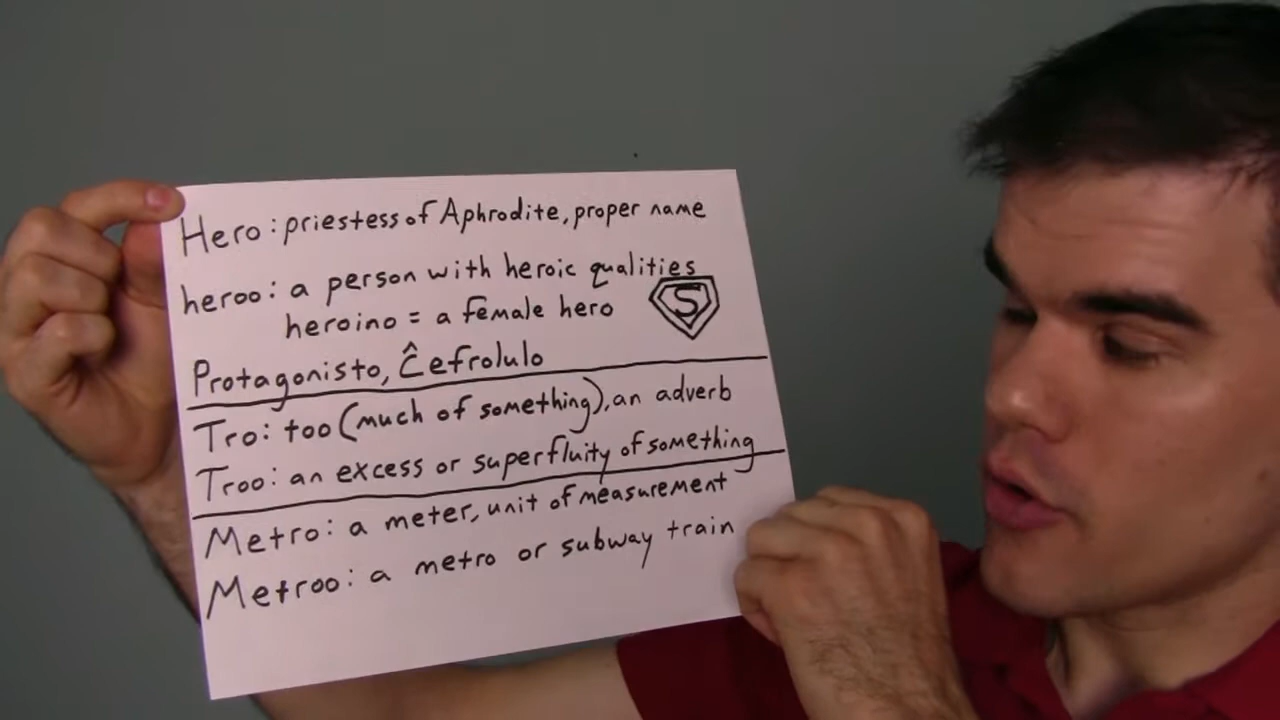 Hero: priestess of Aphrodite, proper name
heroo: a person with heroic qualities
heroino = a female hero
S
Protagonisto, Ĉefrolulo
Tro: too (much of something), an adverb
Troo: an excess or superfluity of something
Metro: a meter, unit of measurement
Metroo: a metro or subway train